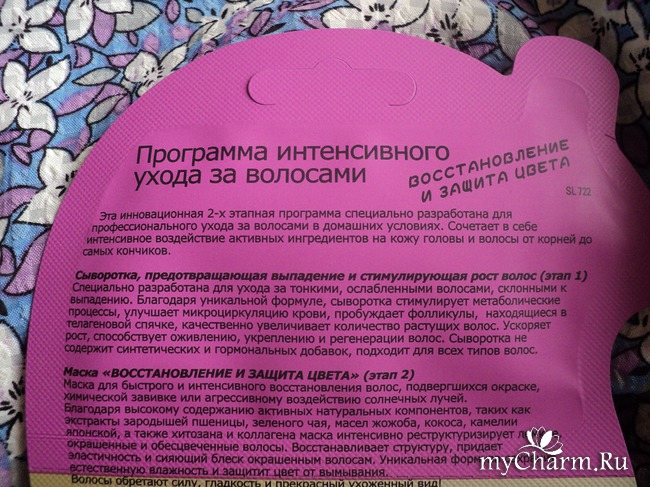 Программа интенсивного
ухода за волосами
ВОССТАНОВЛЕНИЕ
И ЗАЩИТА ЦВЕТА
SL 722
Эта инновационная 2-х этапная программа специально разработана для
профессионального ухода за волосами в домашних условиях. Сочетает в себе
интенсивное воздействие активных ингредиентов на кожу головы и волосы от корней до
самых кончиков.
Сыворотка, предотвращающая выпадение и стимулирующая рост волос (этап 1)
Специально разработана для ухода за тонкими, ослабленными волосами, склонными к
выпадению. Благодаря уникальной формуле, сыворотка стимулирует метаболические
процессы, улучшает микроциркуляцию крови, пробуждает фолликулы, находящиеся в
телагеновой спячке, качественно увеличивает количество растущих волос. Ускоряет
рост, способствует оживлению, укреплению и регенерации волос. Сыворотка не
содержит синтетических и гормональных добавок, подходит для всех типов волос.
Маска «ВОССТАНОВЛЕНИЕ И ЗАЩИТА ЦВЕТА» (этап 2)
Маска для быстрого и интенсивного восстановления волос, подвергшихся окраске,
химической завивке или агрессивному воздействию солнечных лучей.
Благодаря высокому содержанию активных натуральных компонентов, таких как
экстракты зародышей пшеницы, зеленого чая, масел жожоба, кокоса, камелии
японской, а также хитозана и коллагена маска интенсивно реструктуризирует
окрашенные и обесцвеченные волосы. Восстанавливает структуру, придает
эластичность и сияющий блеск окрашенным волосам. Уникальная
естественную влажность и защитит цвет от вымывания.
Волосы обретают силу, гладкость и прекрасный ухоженный вид!
myCharm.Ru